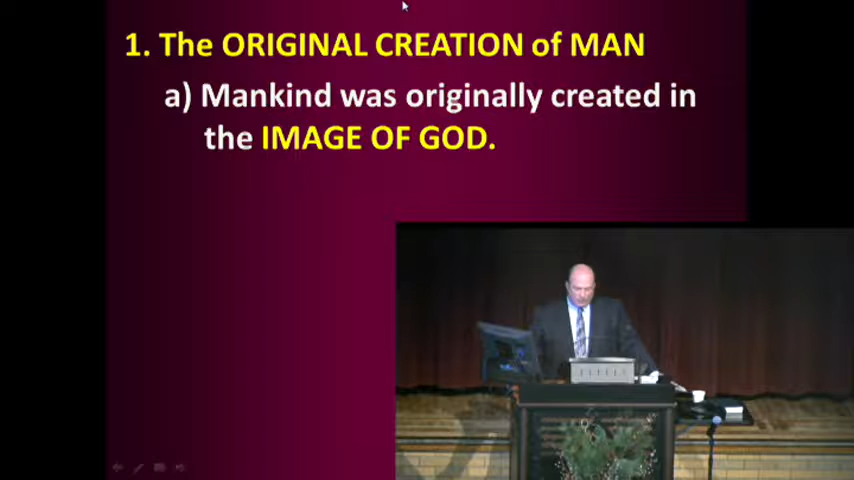 1. The ORIGINAL CREATION of MAN
a) Mankind was originally created in
the IMAGE OF GOD.